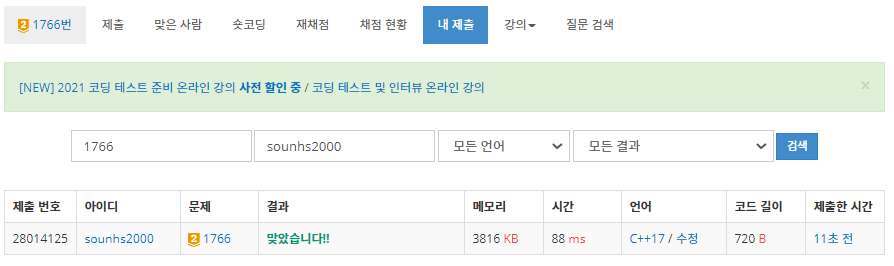 2 1766번 제출 맞은 사람 숏코딩 재채점 채점 현황 내 제출 강의 질문 검색
[NEW] 2021 코딩 테스트 준비 온라인 강의 사전 할인 중 / 코딩 테스트 및 인터뷰 온라인 강의 ×
1766 sounhs2000 모든 언어 모든 결과 검색
제출 번호 아이디 문제 결과 메모리 시간 언어 코드 길이 제출한 시간
28014125 sounhs2000 2 1766 맞았습니다!! 3816 KB 88 ms C++17 / 수정 720 B 11초 전